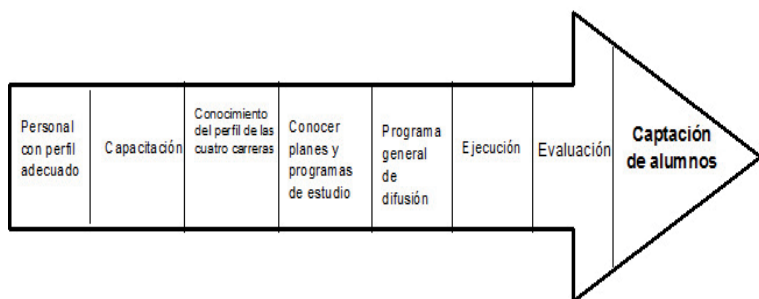 Personal
con perfil
adecuado
Capacitación
Conocimiento
del perfil de las
cuatro carreras
Conocer
planes y
programas
de estudio
Programa
general
de
difusión
Ejecución
Evaluación
Captación
de alumnos